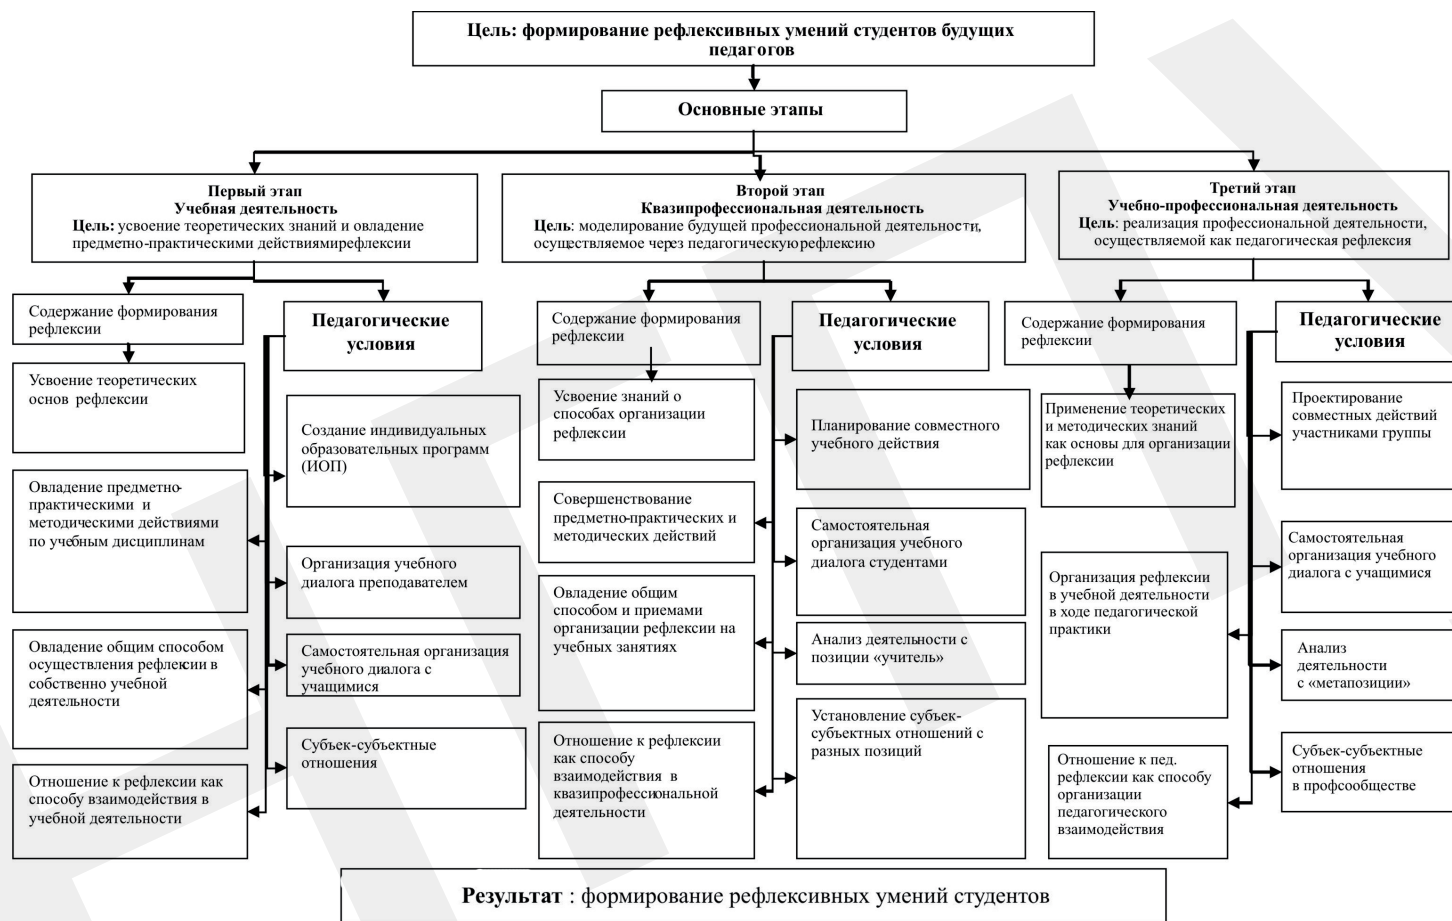 Цель: формирование рефлексивных умений студентов будущих
педагогов
Основные этапы
Первый этап
Учебная деятельность
Цель: усвоение теоретических знаний и овладение
предметно-практическими действиямирефлексии
Содержание формирования
рефлексии
Усвоение теоретических
основ рефлексии
Овладение предметно-
практическими и
методическими действиями
по учебным дисциплинам
Овладение общим способом
осуществления рефлексии в
собственно учебной
деятельности
Отношение к рефлексии как
способу взаимодействия в
учебной деятельности
Педагогические
условия
Создание индивидуальных
образовательных программ
(ИОП)
Организация учебного
диалога преподавателем
Самостоятельная организация
учебного диалога с
учащимися
Субъек-субъектные
отношения
Второй этап
Квазипрофессиональная деятельность
Цель: моделирование будущей профессиональной деятельности,
осуществляемое через педагогическую рефлексию
Содержание формирования
рефлексии
Усвоение знаний о
способах организации
рефлексии
Совершенствование
предметно-практических и
методических действий
Овладение общим
способом и приемами
организации рефлексии на
учебных занятиях
Отношение к рефлексии
как способу
взаимодействия в
квазипрофессиональной
деятельности
Педагогические
условия
Планирование совместного
учебного действия
Самостоятельная
организация учебного
диалога студентами
Анализ деятельности с
позиции «учитель»
Установление субъек-
субъектных отношений с
разных позиций
Третий этап
Учебно-профессиональная деятельность
Цель: реализация профессиональной деятельности,
осуществляемой как педагогическая рефлексия
Содержание формирования
рефлексии
Применение теоретических
и методических знаний
как основы для организации
рефлексии
Организация рефлексии
в учебной деятельности
в ходе педагогической
практики
Отношение к пед.
рефлексии как способу
организации
педагогического
взаимодействия
Педагогические
условия
Проектирование
совместных действий
участниками группы
Самостоятельная
организация учебного
диалога с учащимися
Анализ
деятельности
с «метапозиции»
Субъек-субъектные
отношения
в профсообществе
Результат : формирование рефлексивных умений студентов